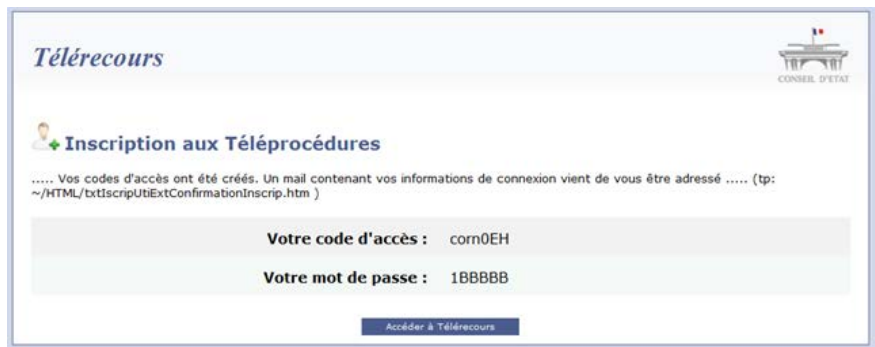 Télérecours
CONSEIL D'ETAT
Inscription aux Téléprocédures
..... Vos codes d'accès ont été créés. Un mail contenant vos informations de connexion vient de vous être adressé ..... (tp:
~/HTML/txtIscripUtiExtConfirmationInscrip.htm )
Votre code d'accès : corn0EH
Votre mot de passe : 1BBBBB
Accéder à Télérecours